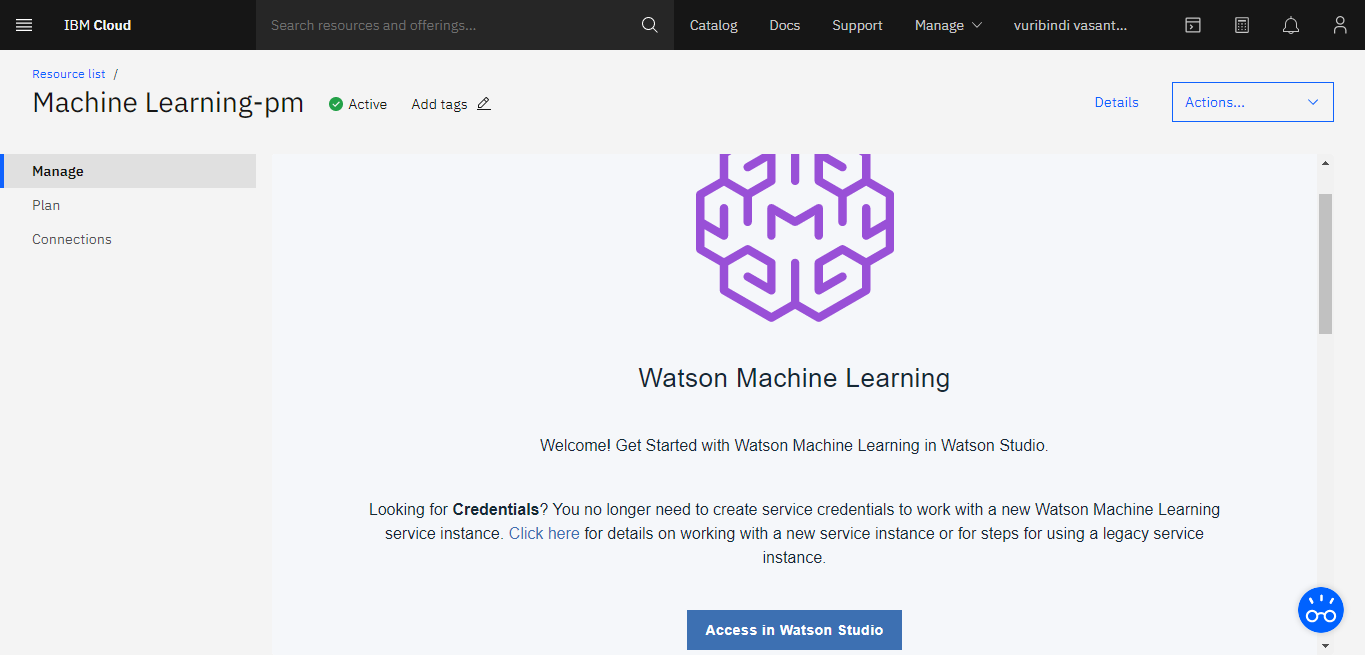 IBM Cloud
Search resources and offerings...
Catalog
Docs
Support
Manage
vuribindi vasant...
Resource list /
Machine Learning-pm
Active
Add tags
Details
Actions...
Manage
Plan
Connections
Watson Machine Learning
Welcome! Get Started with Watson Machine Learning in Watson Studio.
Looking for Credentials? You no longer need to create service credentials to work with a new Watson Machine Learning
service instance. Click here for details on working with a new service instance or for steps for using a legacy service
instance.
Access in Watson Studio